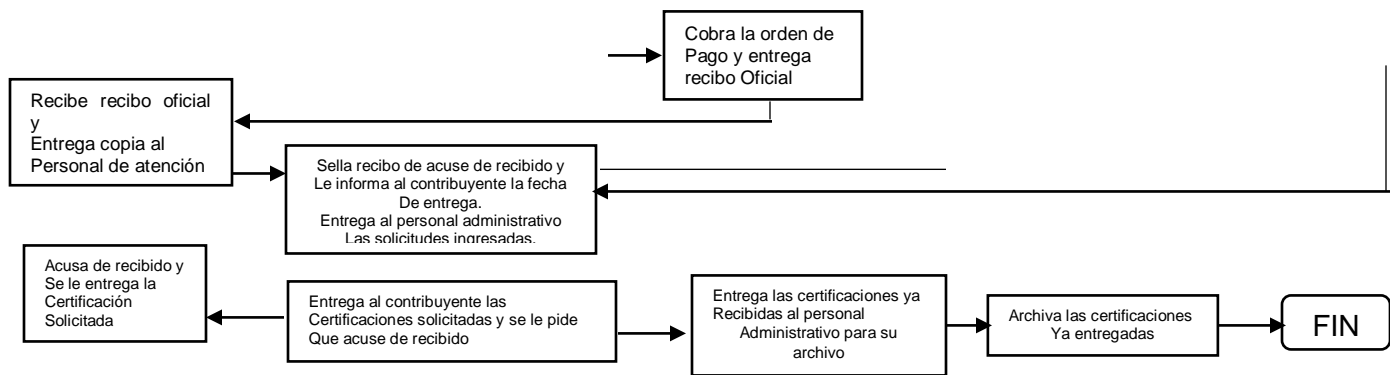 Cobra la orden de
Pago y entrega
recibo Oficial
Recibe recibo oficial
y
Entrega copia al
Personal de atención
Sella recibo de acuse de recibido y
Le informa al contribuyente la fecha
De entrega.
Entrega al personal administrativo
Las solicitudes ingresadas.
Acusa de recibido y
Se le entrega la
Certificación
Solicitada
Entrega al contribuyente las
Certificaciones solicitadas y se le pide
Que acuse de recibido
Entrega las certificaciones ya
Recibidas al personal
Administrativo para su
archivo
Archiva las certificaciones
Ya entregadas
FIN